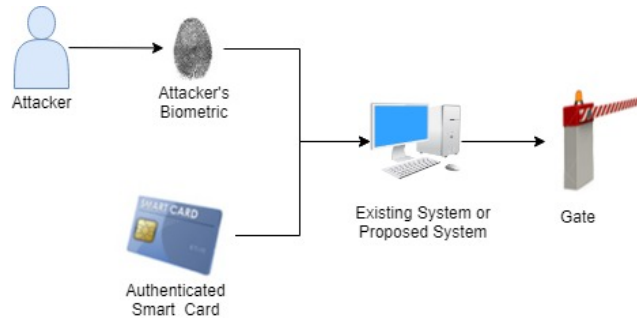 Attacker
Attacker's
Biometric
SMART CARD
Authenticated
Smart Card
Existing System or
Proposed System
Gate